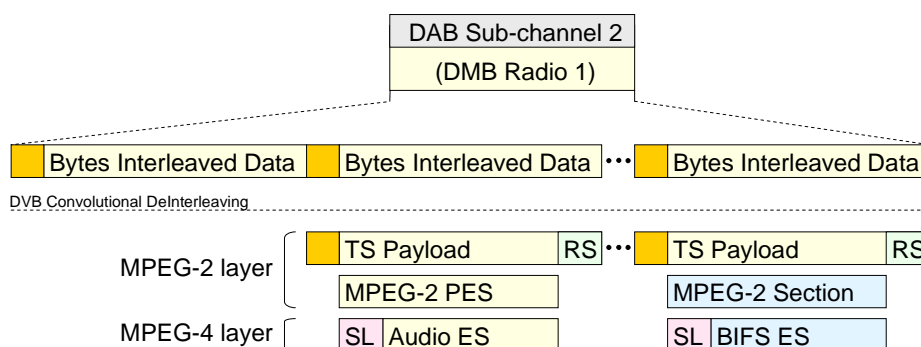 DAB Sub-channel 2
(DMB Radio 1)
Bytes Interleaved Data Bytes Interleaved Data ••• Bytes Interleaved Data
DVB Convolutional DeInterleaving
TS Payload RS ••• TS Payload RS
MPEG-2 layer
MPEG-2 PES MPEG-2 Section
MPEG-4 layer SL Audio ES SL BIFS ES